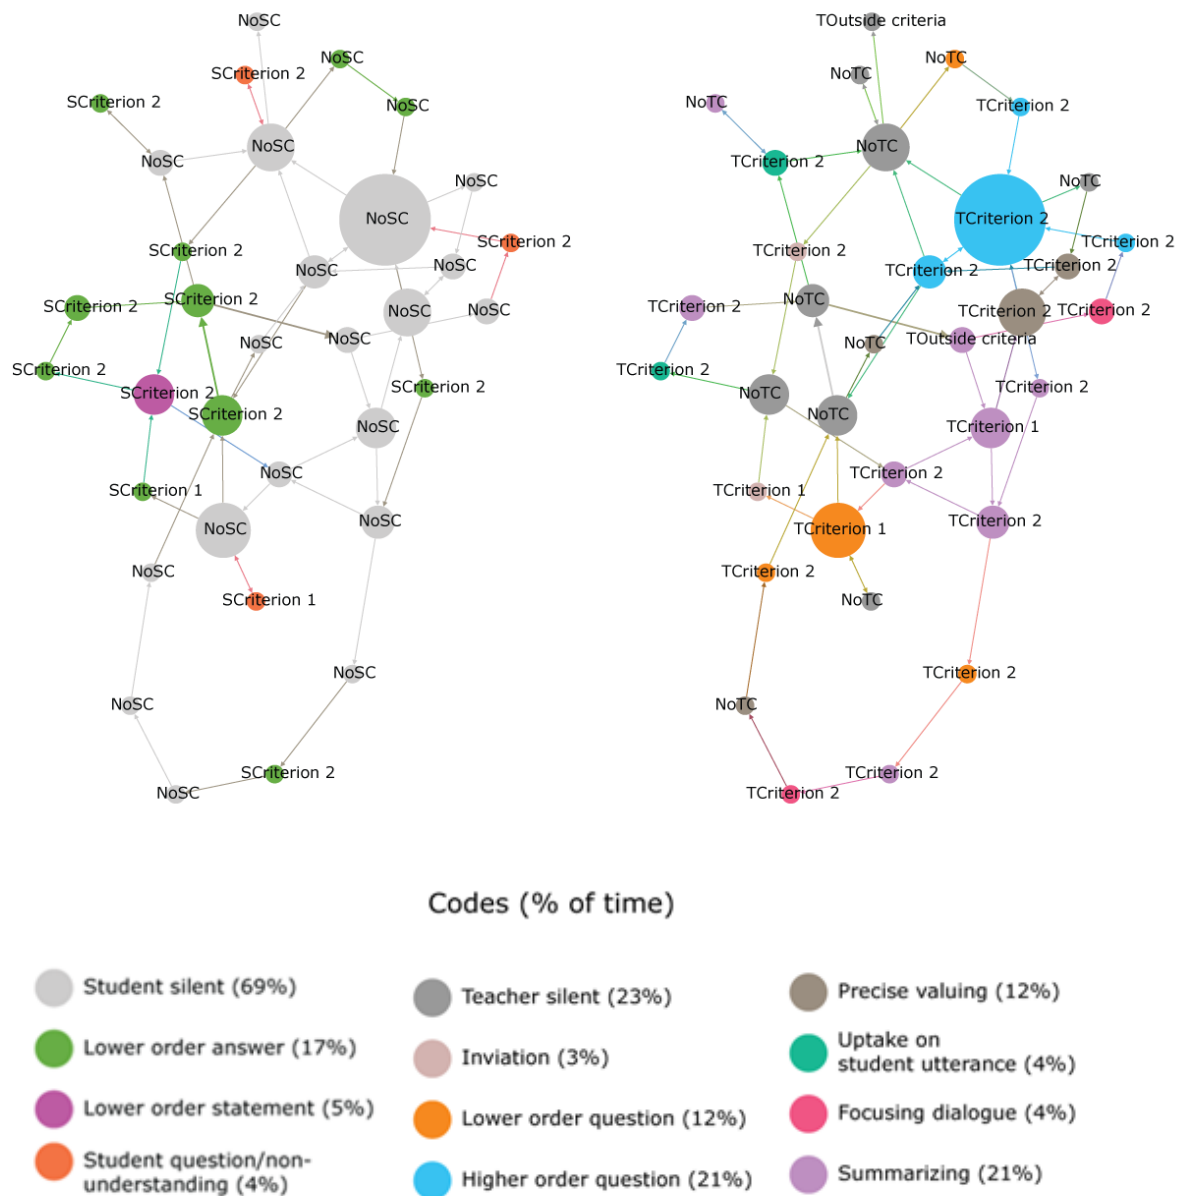 NoSC
TOutside criteria
NoSC
NoTC
SCriterion 2
NoTC
SCriterion 2
NoSC
NoTC
TCriterion 2
NoSC
NoTC
NoSC
TCriterion 2
NoSC
NoSC
NoTC
NoSC
TCriterion 2
SCriterion 2
SCriterion 2
TCriterion 2
TCriterion 2
NoSC
NoSC
TCriterion 2
TCriterion 2
SCriterion 2
SCriterion 2
NoSC
NoSC
TCriterion 2
NoTC
TCriterion 2
TCriterion 2
NoSC
NoSC
NoTC
TOutside criteria
SCriterion 2
TCriterion 2
SCriterion 2
SCriterion 2
NoTC
TCriterion 2
SCriterion 2
NoSC
NoTC
TCriterion 1
NoSC
TCriterion 2
SCriterion 1
TCriterion 1
NoSC
NoSC
TCriterion 1
TCriterion 2
NoSC
TCriterion 2
SCriterion 1
NoTC
NoSC
TCriterion 2
NoSC
NoTC
SCriterion 2
TCriterion 2
NoSC
TCriterion 2
Codes (% of time)
Student silent (69%)
Lower order answer (17%)
Lower order statement (5%)
Student question/non-
understanding (4%)
Teacher silent (23%)
Inviation (3%)
Lower order question (12%)
Higher order question (21%)
Precise valuing (12%)
Uptake on
student utterance (4%)
Focusing dialogue (4%)
Summarizing (21%)